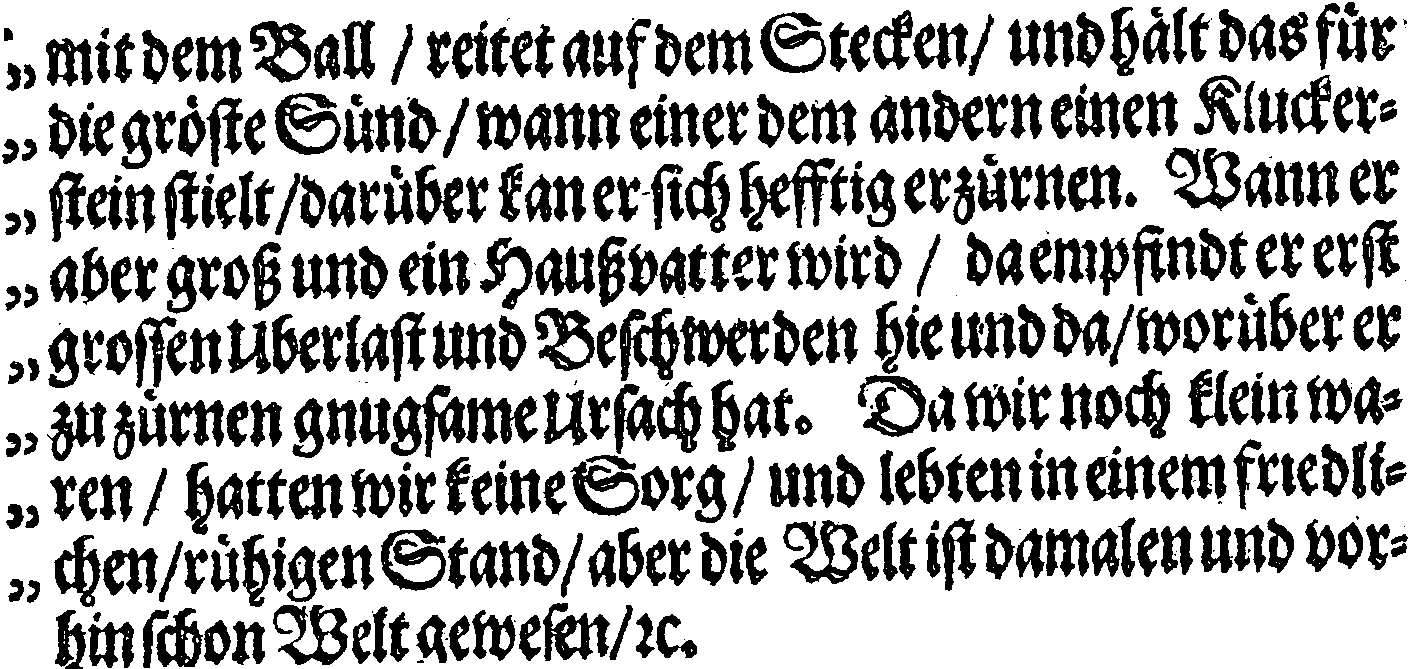 „ mit dem Ball / reitet auf dem Stecken/ und hält das für
„ die gröſte Sünd/ wann einer dem andern einen Klucker-
„ ſtein ſtielt /darüber kan er ſich hefftig erzürnen. Wann er
„ aber groß und ein Haußvatter wird / da empfindt er erſt
„ groſſen Uberlaſt und Beſchwerden hie und da/worüber er
„ zu zürnen gnugſame Urſach hat. Da wir noch klein wa-
„ ren / hatten wir keine Sorg/ und lebten in einem friedli-
„ chen/rühigen Stand/ aber die Welt iſt damalen und vor-
hin ſchon Welt geweſen/ꝛc.